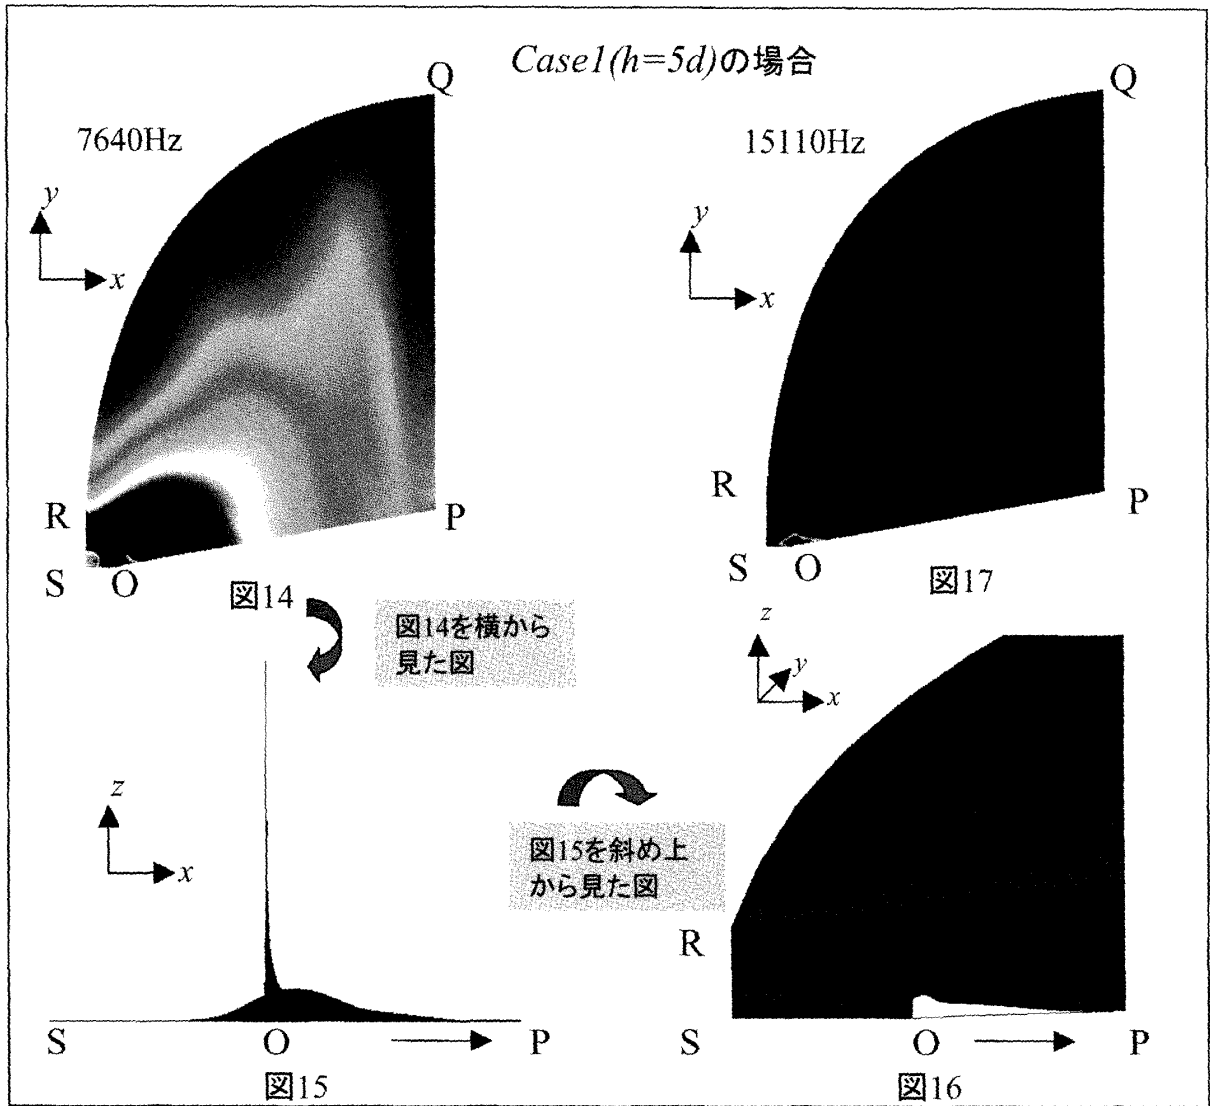 Case1(h=5d)の場合
Q
7640Hz
y
x
R
P
S
O
図14
図14を横から
見た図
Q
15110Hz
y
x
R
P
S
O
図17
z
x
S
O
P
図15
図15を斜め上
から見た図
z
y
x
R
S
O
P
図16